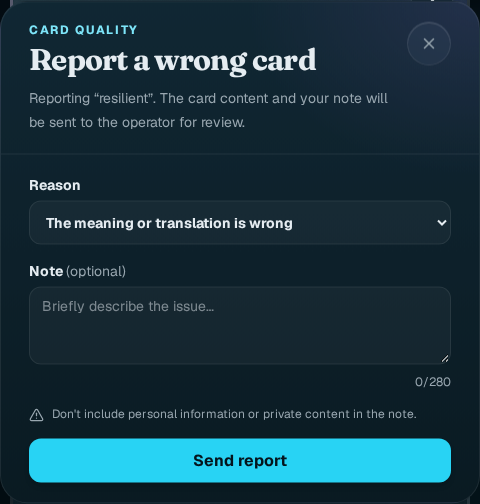 CARD QUALITY
Report a wrong card
Reporting “resilient”. The card content and your note will
be sent to the operator for review.
Reason
The meaning or translation is wrong
Note (optional)
Briefly describe the issue…
0/280
Don't include personal information or private content in the note.
Send report